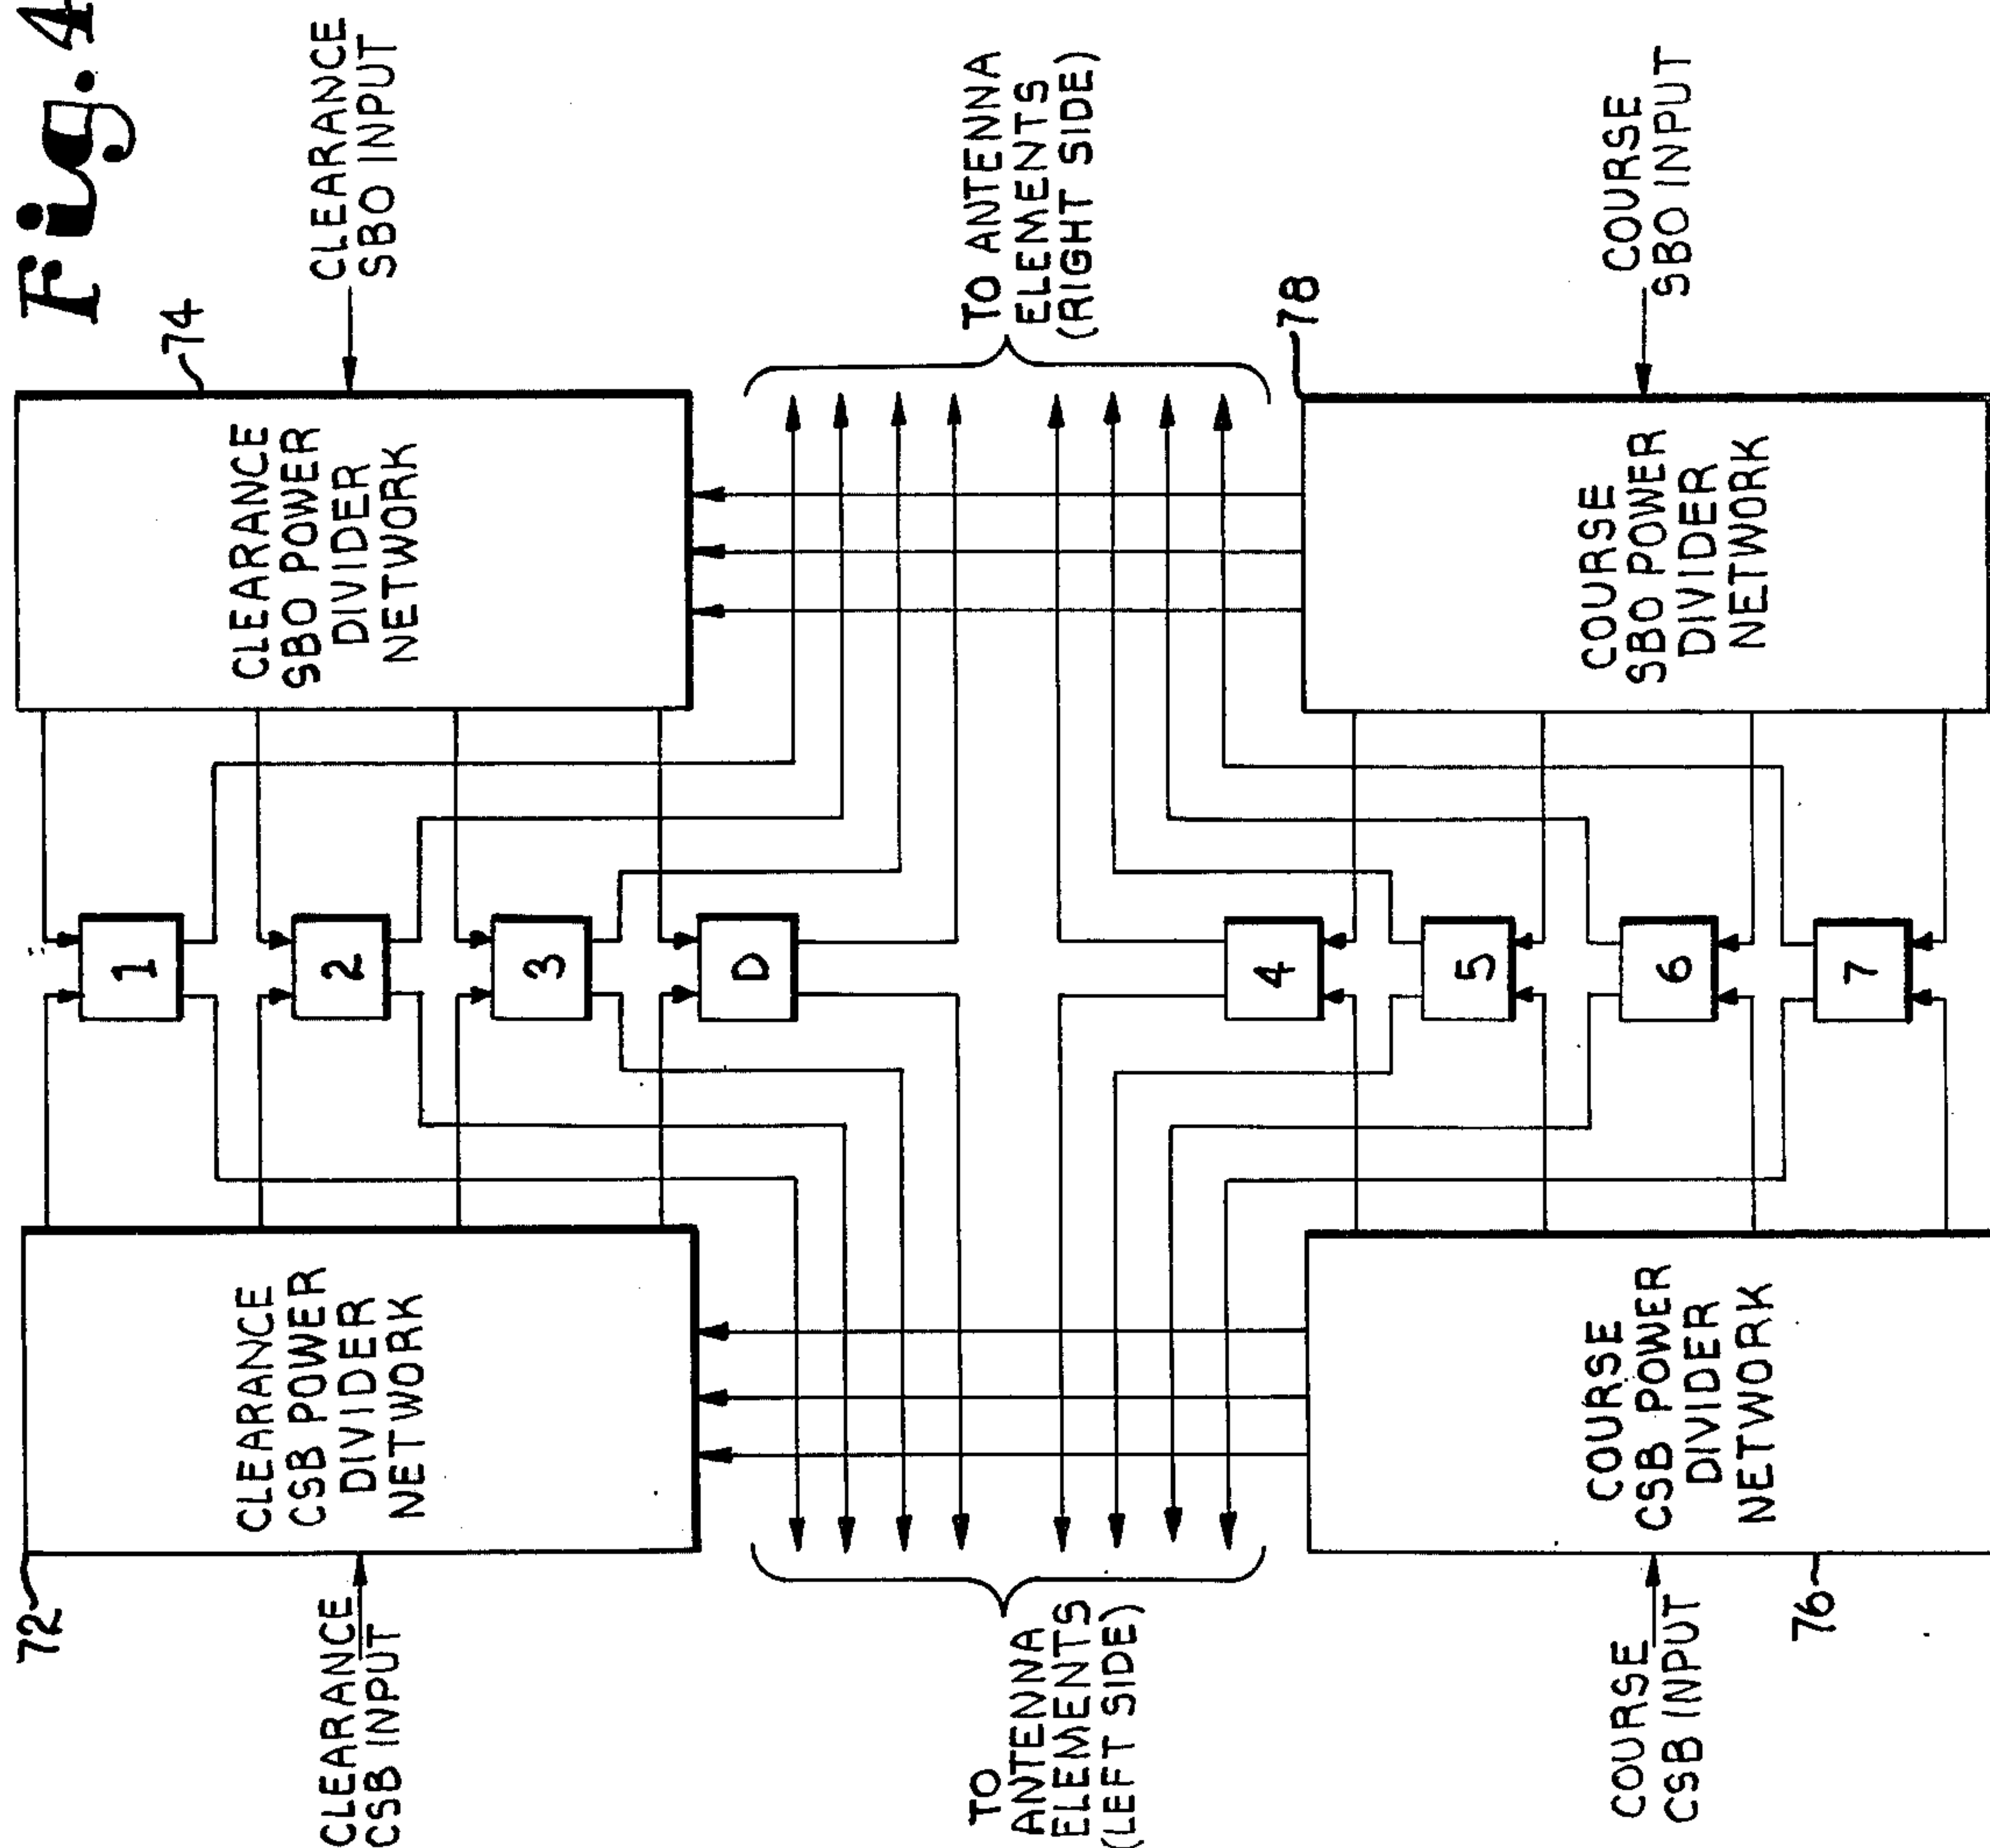 Fig. 4
72
CLEARANCE
CSB INPUT
CLEARANCE
CSB POWER
DIVIDER
NETWORK
1
2
3
D
CLEARANCE
SBO POWER
DIVIDER
NETWORK
74
CLEARANCE
SBO INPUT
TO
ANTENNA
ELEMENTS
(LEFT SIDE)
TO ANTENNA
ELEMENTS
(RIGHT SIDE)
COURSE
CSB INPUT
76
COURSE
CSB POWER
DIVIDER
NETWORK
4
5
6
7
COURSE
SBO POWER
DIVIDER
NETWORK
78
COURSE
SBO INPUT